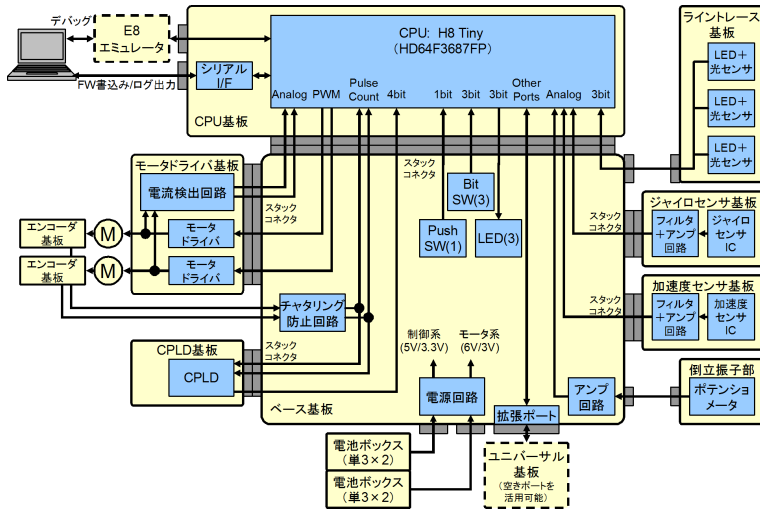 デバッグ
E8
エミュレータ
FW書込み/ログ出力
シリアル
I/F
CPU基板
CPU: H8 Tiny
(HD64F3687FP)
Analog
PWM
Pulse
Count
4bit
1bit
3bit
3bit
Other
Ports
Analog
3bit
ライントレース
基板
LED+
光センサ
LED+
光センサ
LED+
光センサ
モータドライバ基板
電流検出回路
モータ
ドライバ
モータ
ドライバ
エンコーダ
基板
M
エンコーダ
基板
M
スタック
コネクタ
スタック
コネクタ
Bit
SW(3)
Push
SW(1)
LED(3)
スタック
コネクタ
ジャイロセンサ基板
フィルタ
+アンプ
回路
ジャイロ
センサ
IC
スタック
コネクタ
加速度センサ基板
フィルタ
+アンプ
回路
加速度
センサ
IC
チャタリング
防止回路
スタック
コネクタ
CPLD基板
CPLD
制御系
(5V/3.3V)
モータ系
(6V/3V)
電源回路
ベース基板
拡張ポート
アンプ
回路
倒立振子部
ポテンショ
メータ
電池ボックス
(単3×2)
電池ボックス
(単3×2)
ユニバーサル
基板
(空きポートを
活用可能)